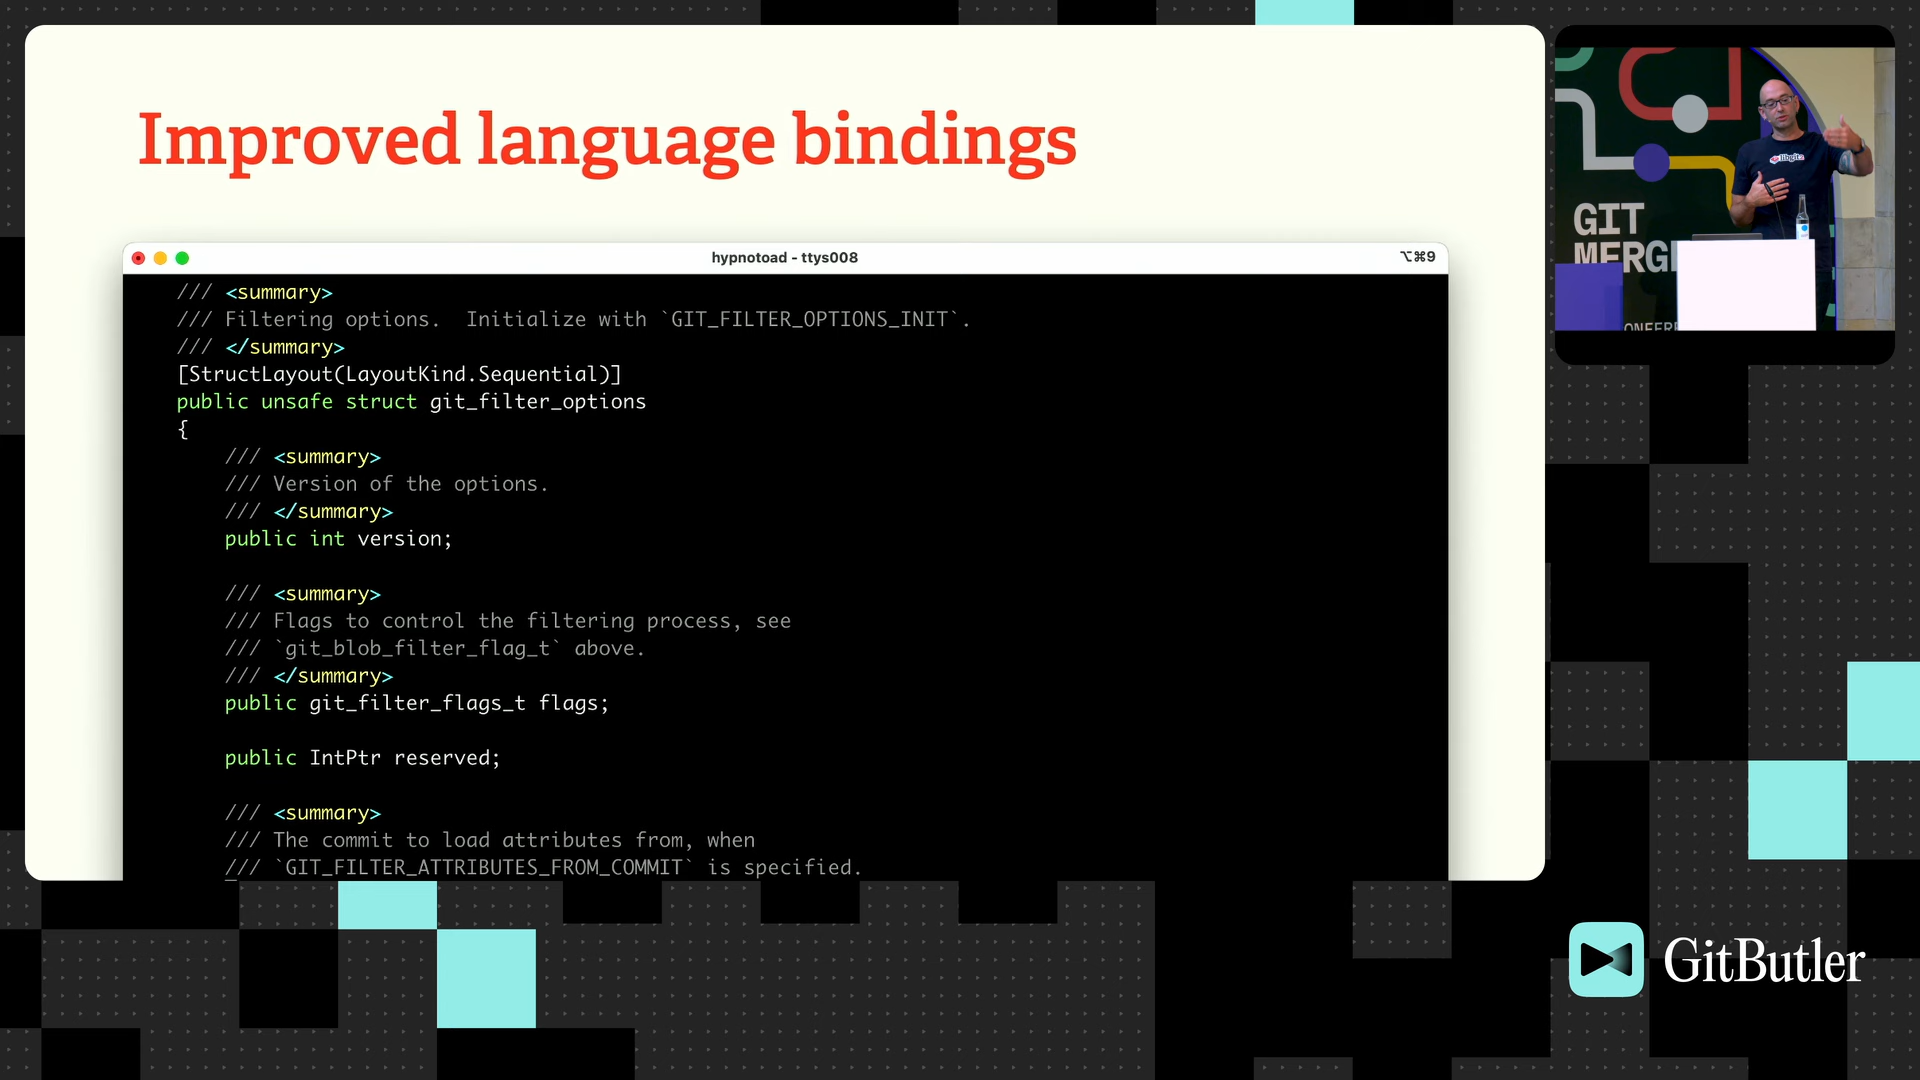 Improved language bindings
hypnotoad - ttys008
⌥⌘9
/// <summary>
/// Filtering options.  Initialize with `GIT_FILTER_OPTIONS_INIT`.
/// </summary>
[StructLayout(LayoutKind.Sequential)]
public unsafe struct git_filter_options
{
/// <summary>
/// Version of the options.
/// </summary>
public int version;
/// <summary>
/// Flags to control the filtering process, see
/// `git_blob_filter_flag_t` above.
/// </summary>
public git_filter_flags_t flags;
public IntPtr reserved;
/// <summary>
/// The commit to load attributes from, when
/// `GIT_FILTER_ATTRIBUTES_FROM_COMMIT` is specified.
libgit2
GIT
MERG
ONFER
GitButler